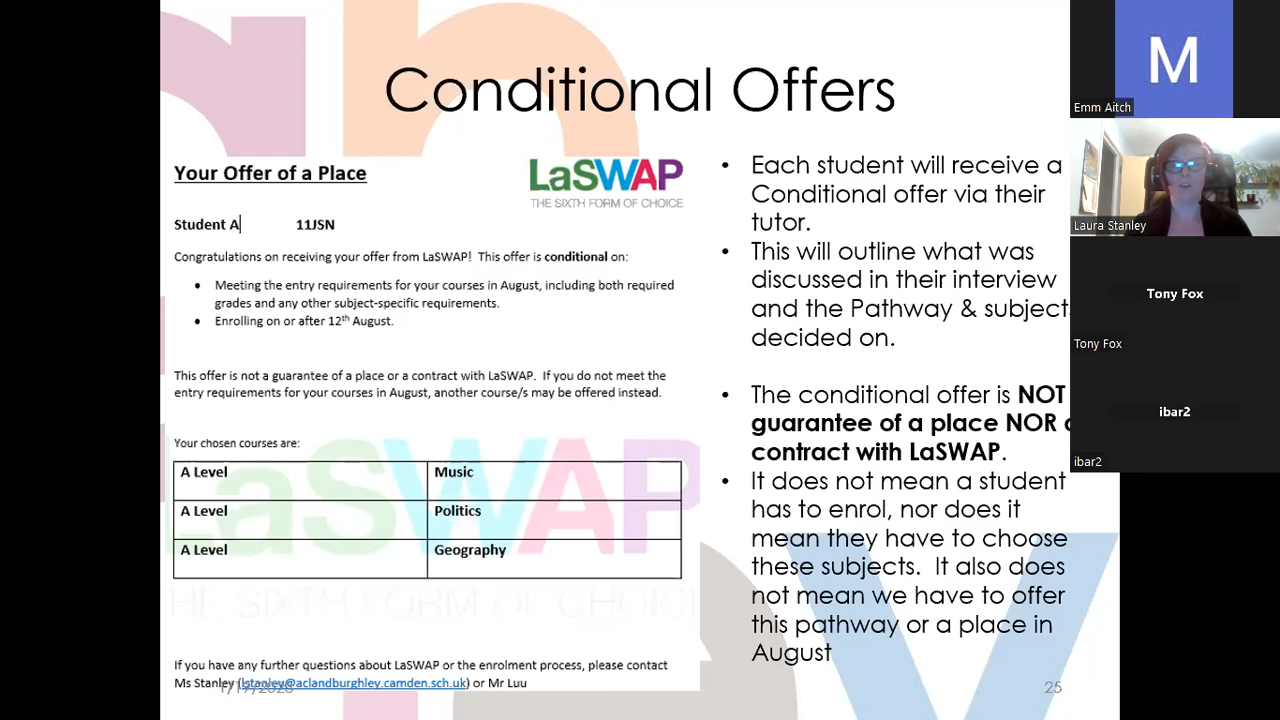 Conditional Offers
Your Offer of a Place
LaSWAP
THE SIXTH FORM OF CHOICE
Student A 11JSN
Congratulations on receiving your offer from LaSWAP! This offer is conditional on:
• Meeting the entry requirements for your courses in August, including both required
grades and any other subject-specific requirements.
• Enrolling on or after 12th August.
This offer is not a guarantee of a place or a contract with LaSWAP. If you do not meet the
entry requirements for your courses in August, another course/s may be offered instead.
Your chosen courses are:
A Level Music
A Level Politics
A Level Geography
LaSWAP
THE SIXTH FORM OF CHOICE
If you have any further questions about LaSWAP or the enrolment process, please contact
Ms Stanley (lstanley@aclandburghley.camden.sch.uk) or Mr Luu
• Each student will receive a
Conditional offer via their
tutor.
• This will outline what was
discussed in their interview
and the Pathway & subject
decided on.
• The conditional offer is NOT
guarantee of a place NOR
contract with LaSWAP.
• It does not mean a student
has to enrol, nor does it
mean they have to choose
these subjects. It also does
not mean we have to offer
this pathway or a place in
August
25
M
Emm Aitch
Laura Stanley
Tony Fox
Tony Fox
ibar2
ibar2